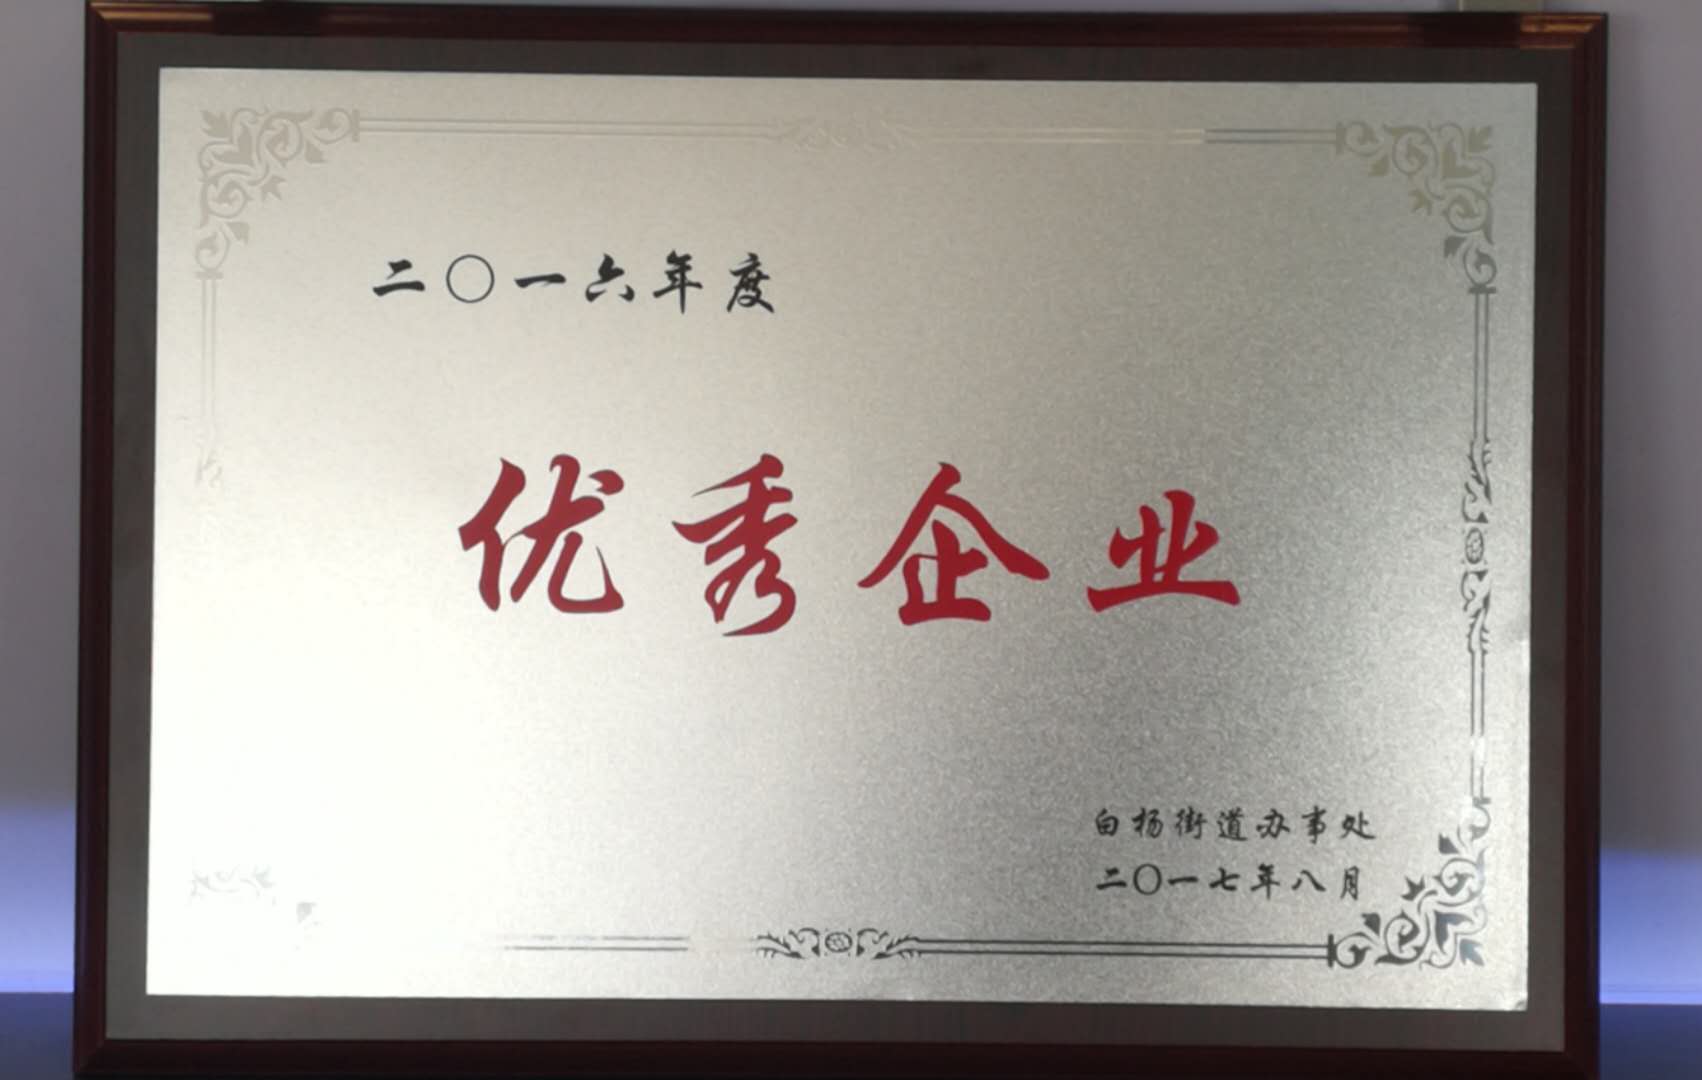 二〇一六年度
优秀企业
白杨街道办事处
二〇一七年八月